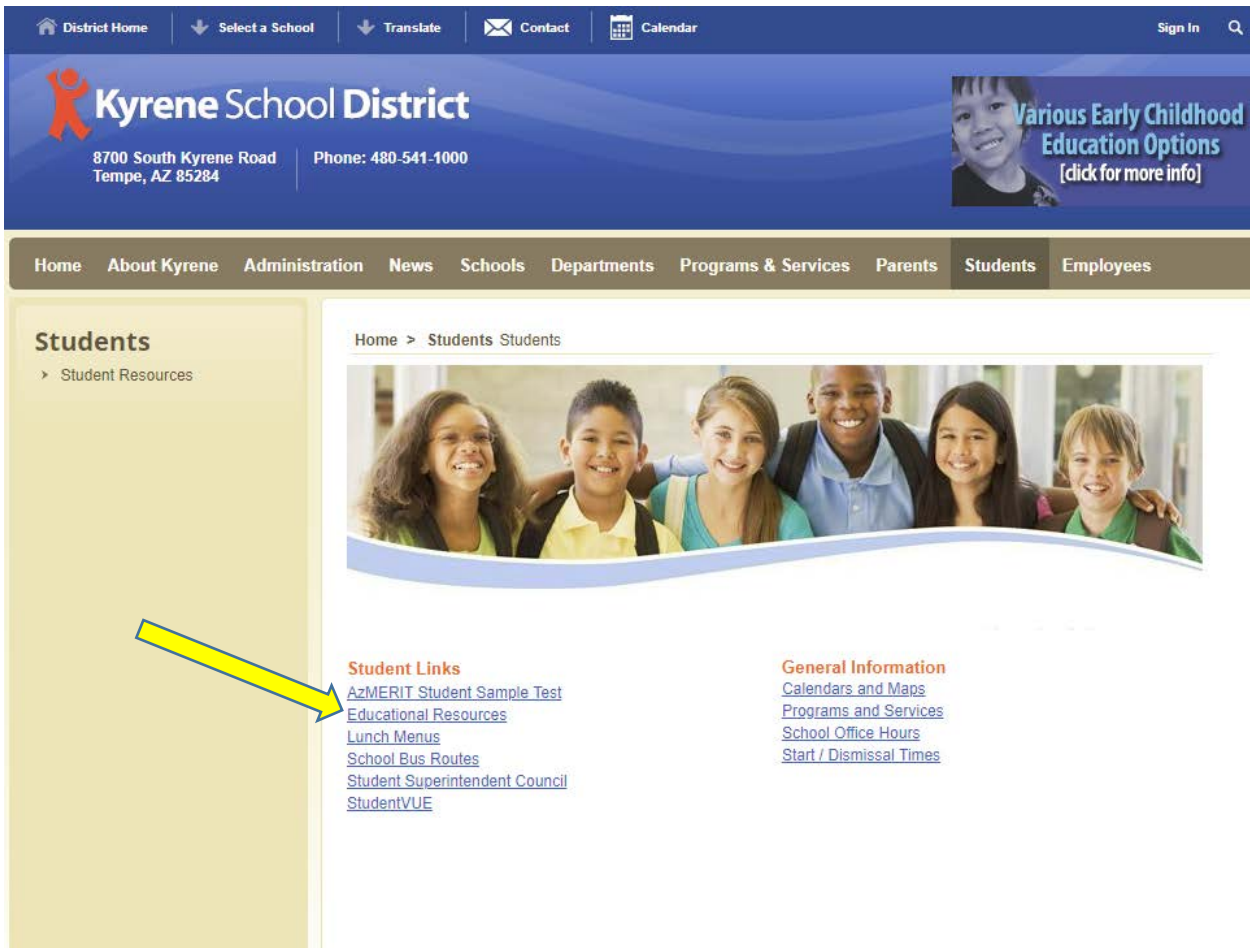 District Home Select a School Translate Contact Calendar Sign In
Kyrene School District
8700 South Kyrene Road Phone: 480-541-1000
Tempe, AZ 85284
Various Early Childhood
Education Options
[click for more info]
Home About Kyrene Administration News Schools Departments Programs & Services Parents Students Employees
Students
Student Resources
Home > Students Students
Student Links
AzMERIT Student Sample Test
Educational Resources
Lunch Menus
School Bus Routes
Student Superintendent Council
StudentVUE
General Information
Calendars and Maps
Programs and Services
School Office Hours
Start / Dismissal Times